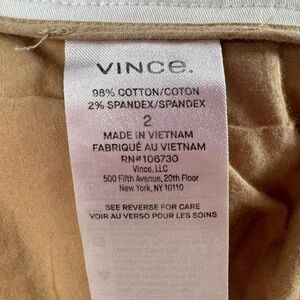 VINCE.
98% COTTON/COTON
2% SPANDEX/SPANDEX
2
MADE IN VIETNAM
FABRIQUÉ AU VIETNAM
RN#106730
Vince, LLC
500 Fifth Avenue, 20th Floor
New York, NY 10110
SEE REVERSE FOR CARE
VOIR AU VERSO POUR LES SOINS